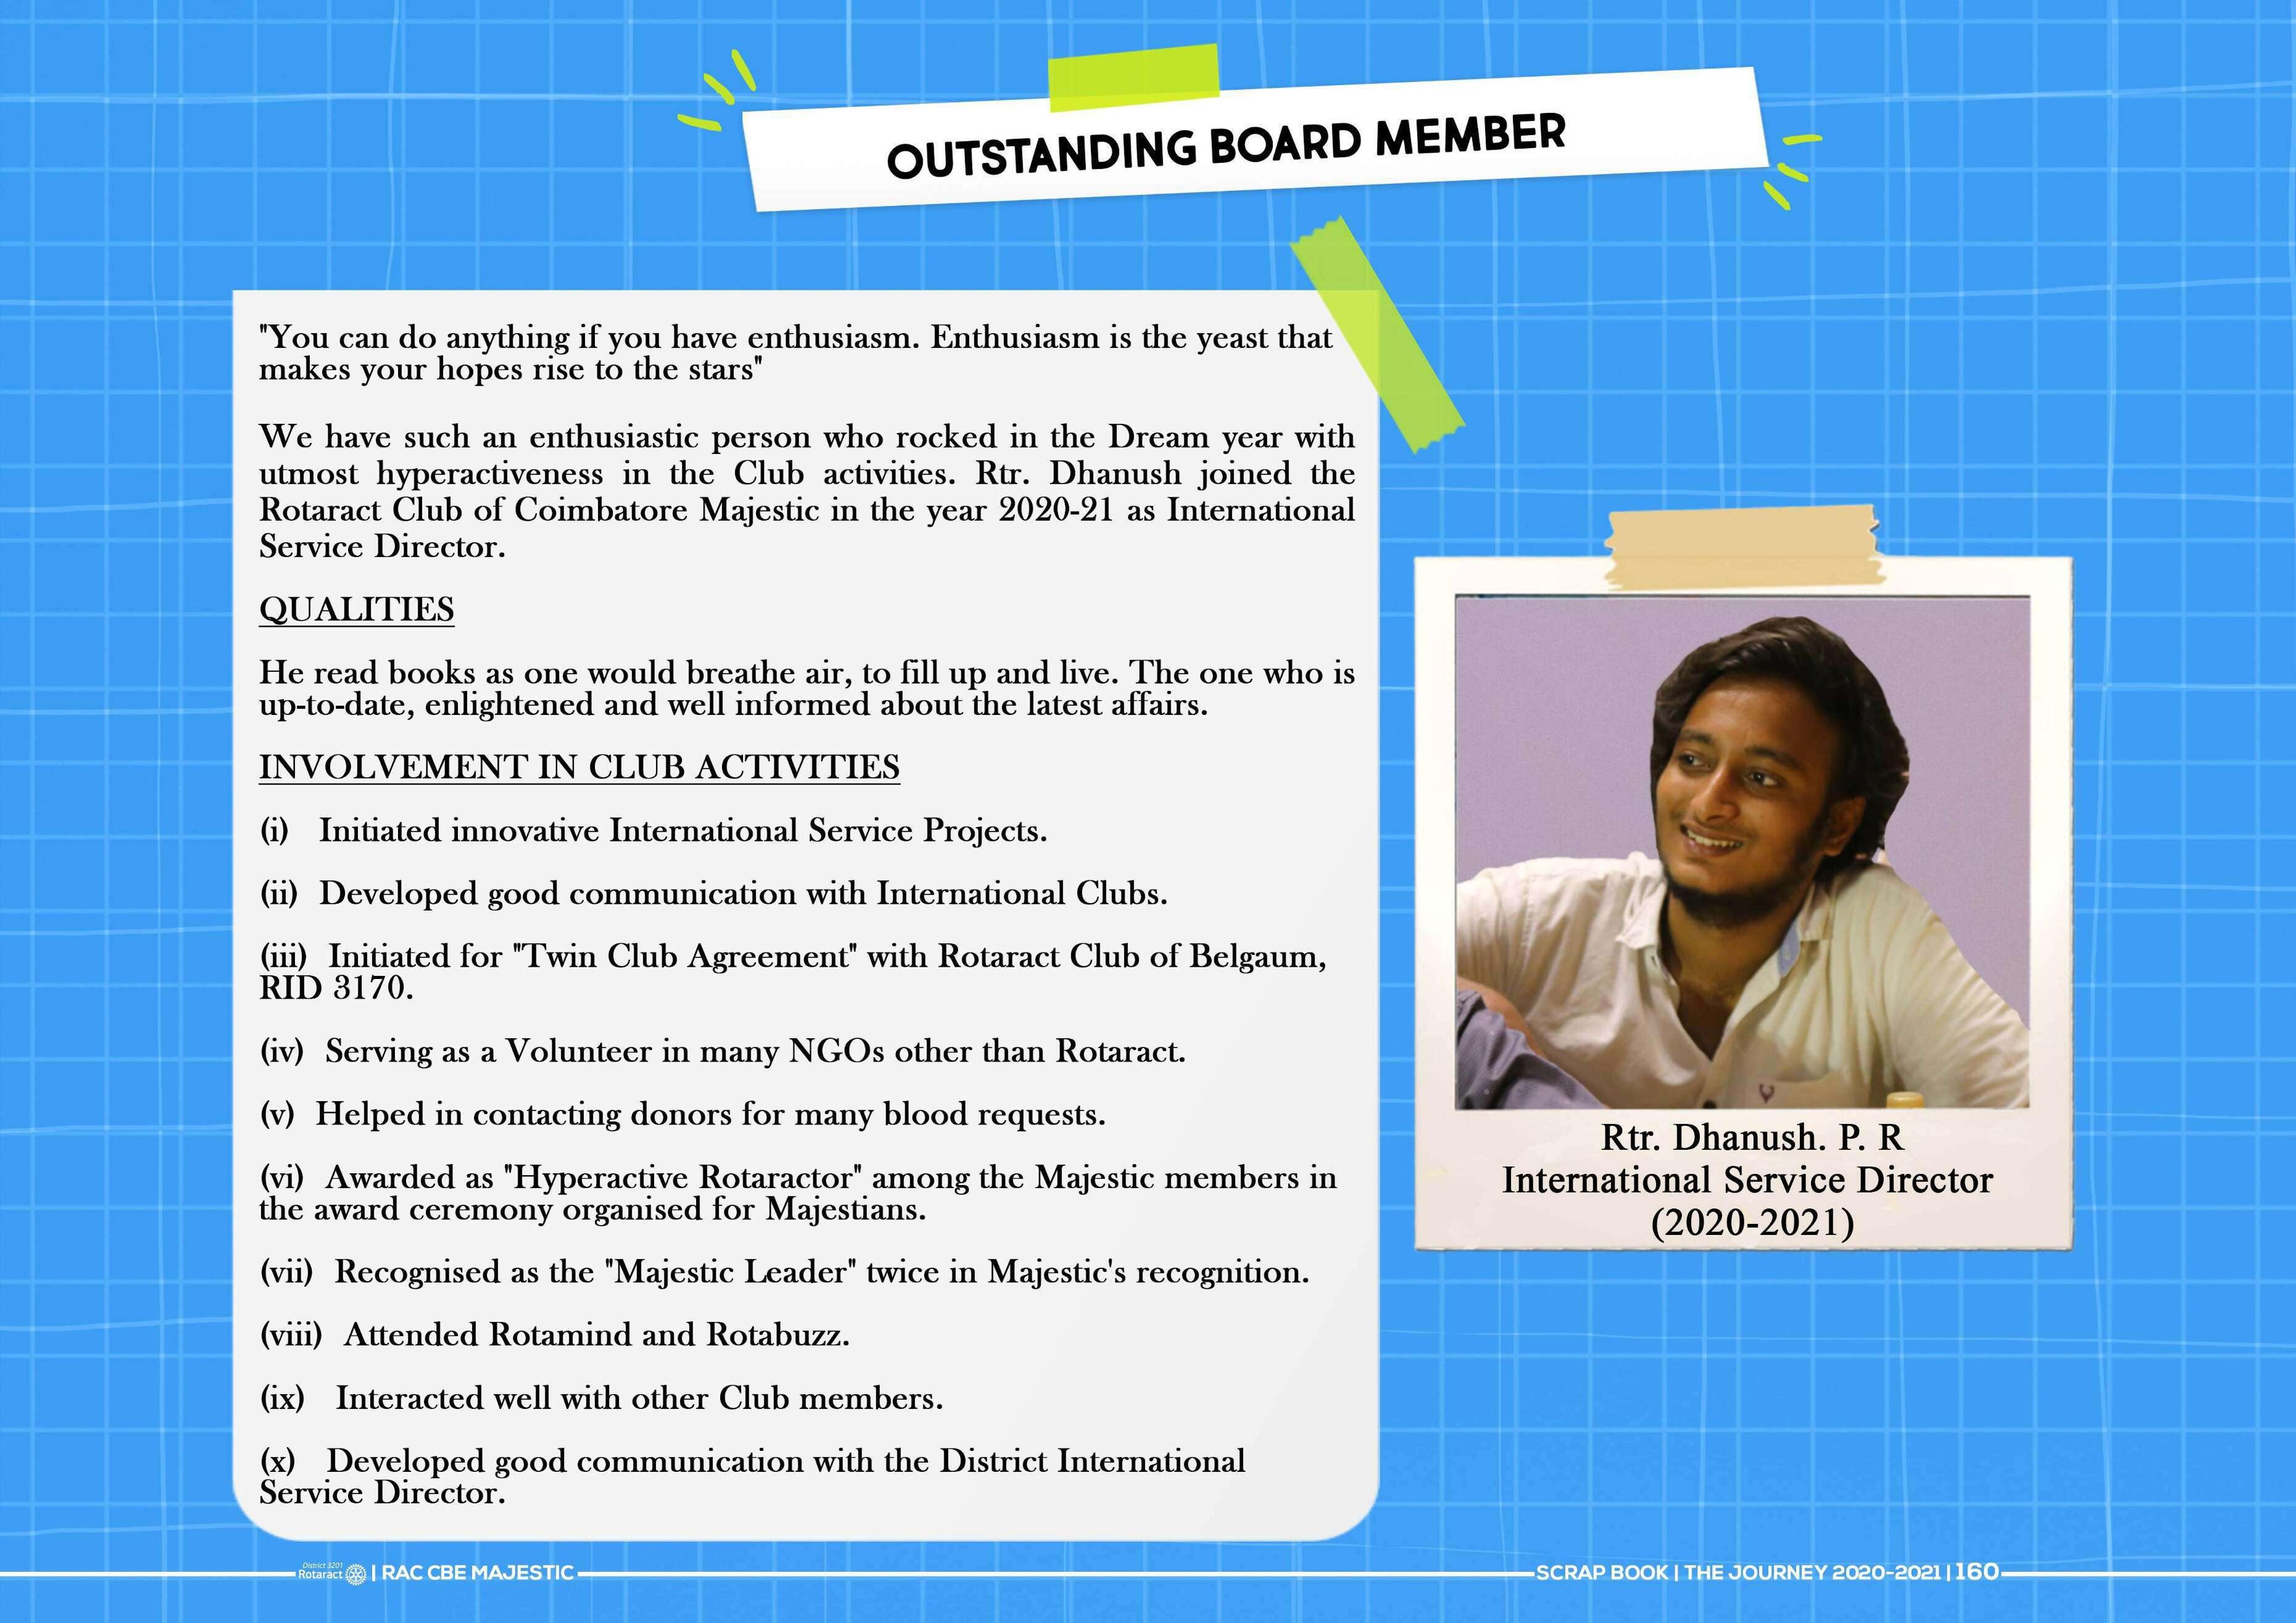 OUTSTANDING BOARD MEMBER
"You can do anything if you have enthusiasm. Enthusiasm is the yeast that
makes your hopes rise to the stars"
We have such an enthusiastic person who rocked in the Dream year with
utmost hyperactiveness in the Club activities. Rtr. Dhanush joined the
Rotaract Club of Coimbatore Majestic in the year 2020-21 as International
Service Director.
QUALITIES
He read books as one would breathe air, to fill up and live. The one who is
up-to-date, enlightened and well informed about the latest affairs.
INVOLVEMENT IN CLUB ACTIVITIES
(i) Initiated innovative International Service Projects.
(ii) Developed good communication with International Clubs.
(iii) Initiated for "Twin Club Agreement" with Rotaract Club of Belgaum,
RID 3170.
(iv) Serving as a Volunteer in many NGOs other than Rotaract.
(v) Helped in contacting donors for many blood requests.
(vi) Awarded as "Hyperactive Rotaractor" among the Majestic members in
the award ceremony organised for Majestians.
(vii) Recognised as the "Majestic Leader" twice in Majestic's recognition.
(viii) Attended Rotamind and Rotabuzz.
(ix) Interacted well with other Club members.
(x) Developed good communication with the District International
Service Director.
Rtr. Dhanush. P. R
International Service Director
(2020-2021)
District 3201
Rotaract | RAC CBE MAJESTIC
SCRAP BOOK | THE JOURNEY 2020-2021 | 160